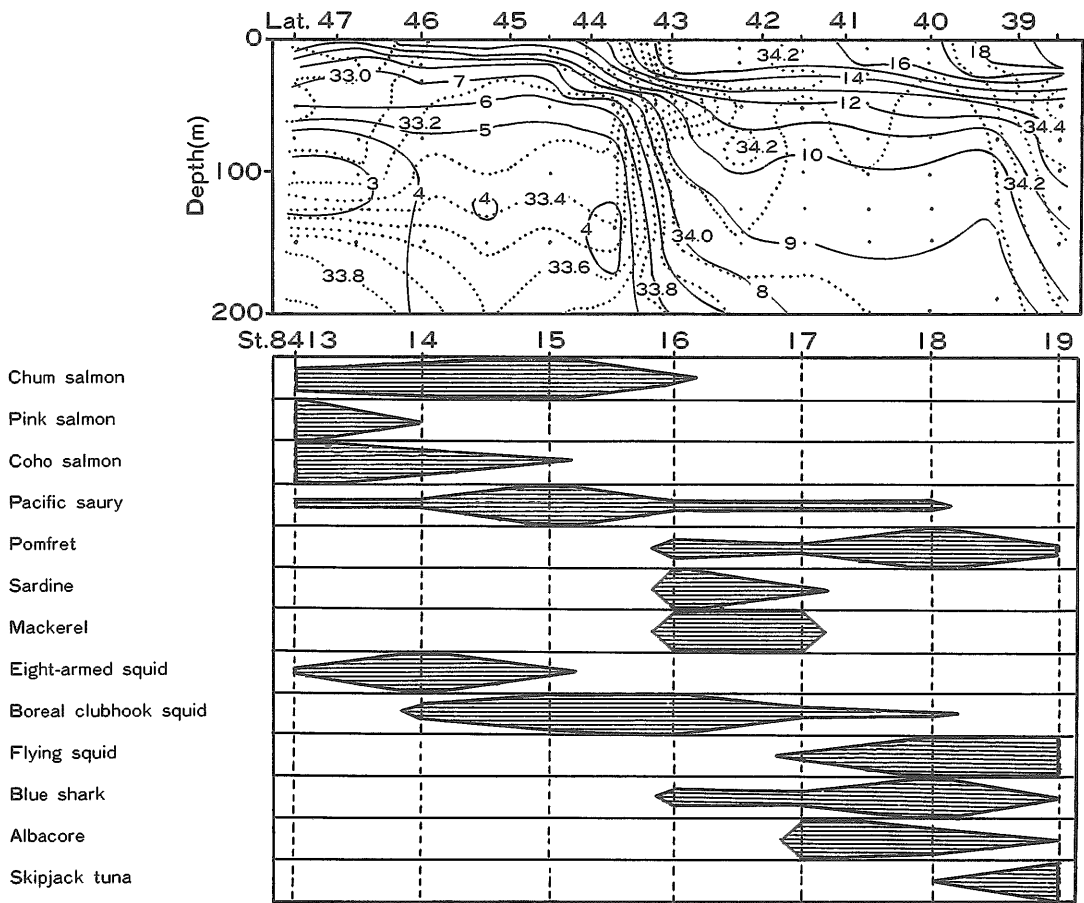 Lat. 47 46 45 44 43 42 41 40 39
0
34.2 18
16
33.0 7 14
6 12
33.2 5 34.4
34.2 10
100
3 4 4 33.4 34.2
4 34.0 9
33.6
33.8 33.8 8
200
Depth(m)
St.8413 14 15 16 17 18 19
Chum salmon
Pink salmon
Coho salmon
Pacific saury
Pomfret
Sardine
Mackerel
Eight-armed squid
Boreal clubhook squid
Flying squid
Blue shark
Albacore
Skipjack tuna